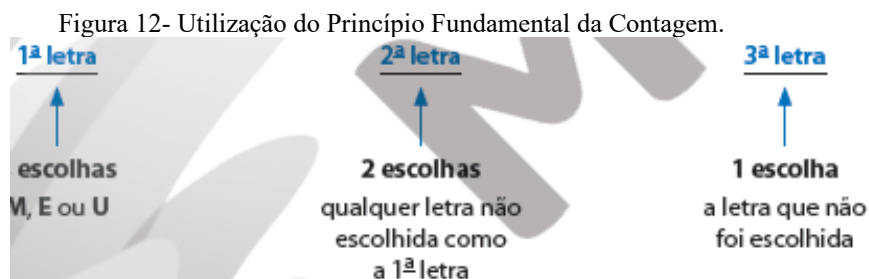 Figura 12- Utilização do Princípio Fundamental da Contagem.
1ª letra 2ª letra 3ª letra
escolhas 2 escolhas 1 escolha
M, E ou U qualquer letra não a letra que não
escolhida como foi escolhida
a 1ª letra